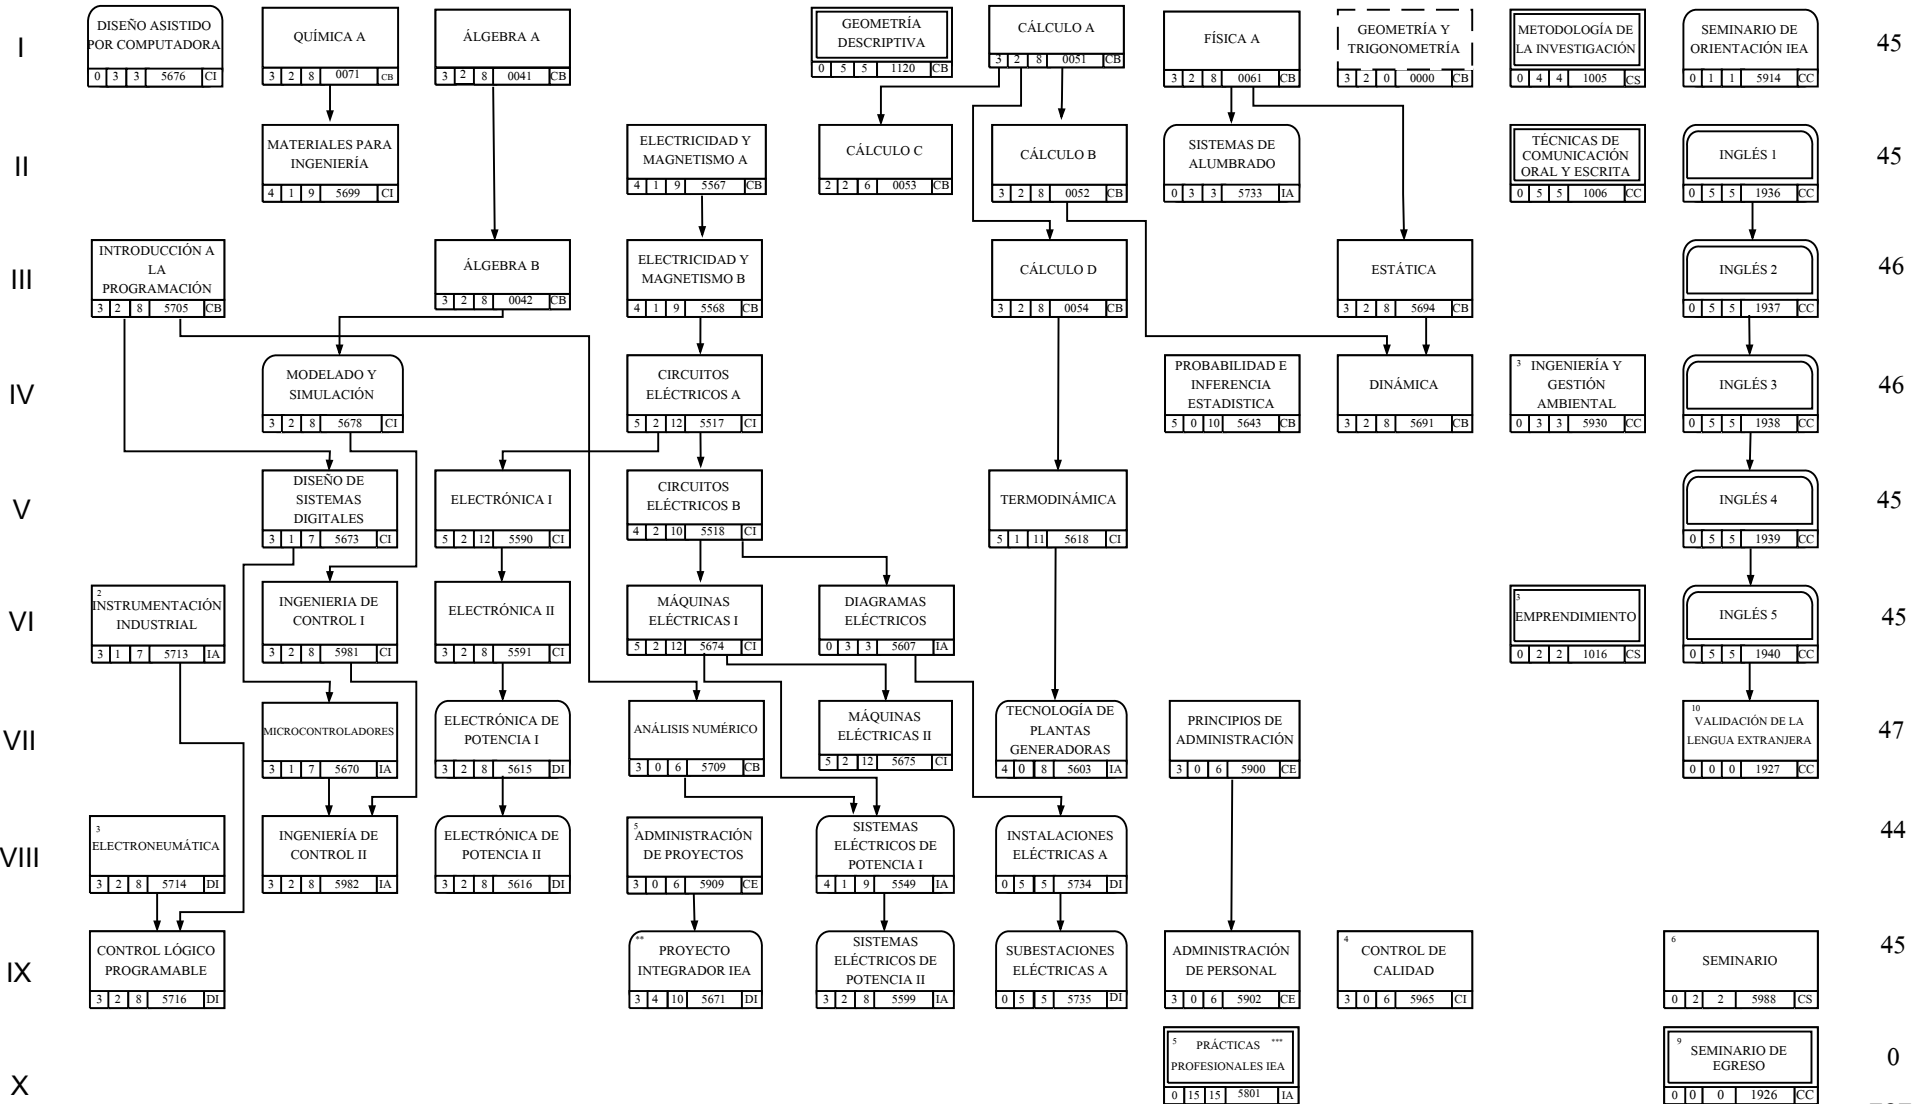 I
DISEÑO ASISTIDO
POR COMPUTADORA
0 3 3 5676 CI
QUÍMICA A
3 2 8 0071 CB
ÁLGEBRA A
3 2 8 0041 CB
GEOMETRÍA
DESCRIPTIVA
0 5 5 1120 CB
CÁLCULO A
3 2 8 0051 CB
FÍSICA A
3 2 8 0061 CB
GEOMETRÍA Y
TRIGONOMETRÍA
3 2 0 0000 CB
METODOLOGÍA DE
LA INVESTIGACIÓN
0 4 4 1005 CS
SEMINARIO DE
ORIENTACIÓN IEA
0 1 1 5914 CC
45
II
MATERIALES PARA
INGENIERÍA
4 1 9 5699 CI
ELECTRICIDAD Y
MAGNETISMO A
4 1 9 5567 CB
CÁLCULO C
2 2 6 0053 CB
CÁLCULO B
3 2 8 0052 CB
SISTEMAS DE
ALUMBRADO
0 3 3 5733 IA
TÉCNICAS DE
COMUNICACIÓN
ORAL Y ESCRITA
0 5 5 1006 CC
INGLÉS 1
0 5 5 1936 CC
45
III
INTRODUCCIÓN A
LA
PROGRAMACIÓN
3 2 8 5705 CB
ÁLGEBRA B
3 2 8 0042 CB
ELECTRICIDAD Y
MAGNETISMO B
4 1 9 5568 CB
CÁLCULO D
3 2 8 0054 CB
ESTÁTICA
3 2 8 5694 CB
INGLÉS 2
0 5 5 1937 CC
46
IV
MODELADO Y
SIMULACIÓN
3 2 8 5678 CI
CIRCUITOS
ELÉCTRICOS A
5 2 12 5517 CI
PROBABILIDAD E
INFERENCIA
ESTADISTICA
5 0 10 5643 CB
DINÁMICA
3 2 8 5691 CB
3 INGENIERÍA Y
GESTIÓN
AMBIENTAL
0 3 3 5930 CC
INGLÉS 3
0 5 5 1938 CC
46
V
DISEÑO DE
SISTEMAS
DIGITALES
3 1 7 5673 CI
ELECTRÓNICA I
5 2 12 5590 CI
CIRCUITOS
ELÉCTRICOS B
4 2 10 5518 CI
TERMODINÁMICA
5 1 11 5618 CI
INGLÉS 4
0 5 5 1939 CC
45
VI
2
INSTRUMENTACIÓN
INDUSTRIAL
3 1 7 5713 IA
INGENIERIA DE
CONTROL I
3 2 8 5981 CI
ELECTRÓNICA II
3 2 8 5591 CI
MÁQUINAS
ELÉCTRICAS I
5 2 12 5674 CI
DIAGRAMAS
ELÉCTRICOS
0 3 3 5607 IA
3
EMPRENDIMIENTO
0 2 2 1016 CS
INGLÉS 5
0 5 5 1940 CC
45
VII
MICROCONTROLADORES
3 1 7 5670 IA
ELECTRÓNICA DE
POTENCIA I
3 2 8 5615 DI
ANÁLISIS NUMÉRICO
3 0 6 5709 CB
MÁQUINAS
ELÉCTRICAS II
5 2 12 5675 CI
TECNOLOGÍA DE
PLANTAS
GENERADORAS
4 0 8 5603 IA
PRINCIPIOS DE
ADMINISTRACIÓN
3 0 6 5900 CE
10
VALIDACIÓN DE LA
LENGUA EXTRANJERA
0 0 0 1927 CC
47
VIII
3
ELECTRONEUMÁTICA
3 2 8 5714 DI
INGENIERÍA DE
CONTROL II
3 2 8 5982 IA
ELECTRÓNICA DE
POTENCIA II
3 2 8 5616 DI
5
ADMINISTRACIÓN
DE PROYECTOS
3 0 6 5909 CE
SISTEMAS
ELÉCTRICOS DE
POTENCIA I
4 1 9 5549 IA
INSTALACIONES
ELÉCTRICAS A
0 5 5 5734 DI
44
IX
CONTROL LÓGICO
PROGRAMABLE
3 2 8 5716 DI
** PROYECTO
INTEGRADOR IEA
3 4 10 5671 DI
SISTEMAS
ELÉCTRICOS DE
POTENCIA II
3 2 8 5599 IA
SUBESTACIONES
ELÉCTRICAS A
0 5 5 5735 DI
ADMINISTRACIÓN
DE PERSONAL
3 0 6 5902 CE
4 CONTROL DE
CALIDAD
3 0 6 5965 CI
6
SEMINARIO
0 2 2 5988 CS
45
X
5 PRÁCTICAS ***
PROFESIONALES IEA
0 15 15 5801 IA
9
SEMINARIO DE
EGRESO
0 0 0 1926 CC
0